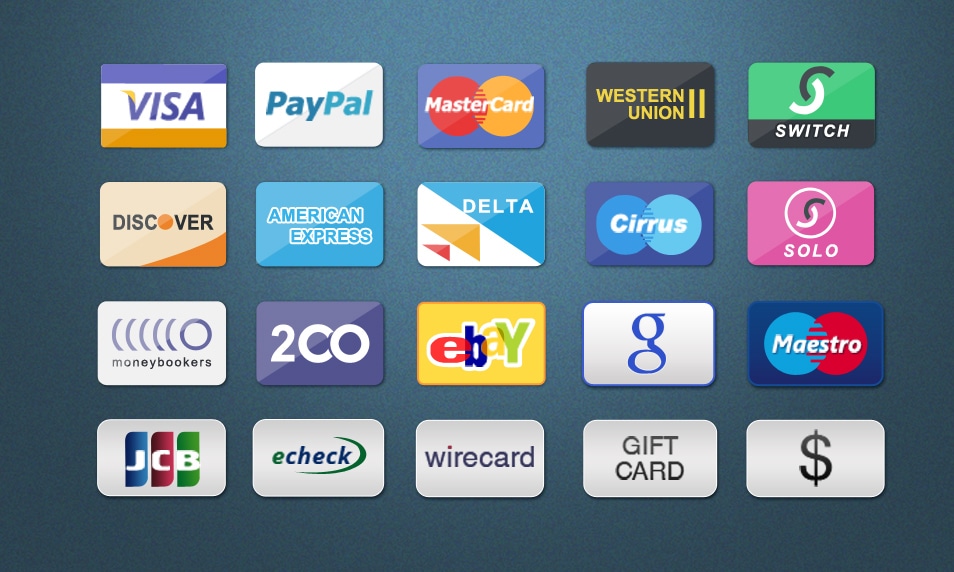 VISA
PayPal
MasterCard
WESTERN
UNION
SWITCH
DISCOVER
AMERICAN
EXPRESS
DELTA
Cirrus
SOLO
moneybookers
2CO
ebay
g
Maestro
JCB
echeck
wirecard
GIFT
CARD
$